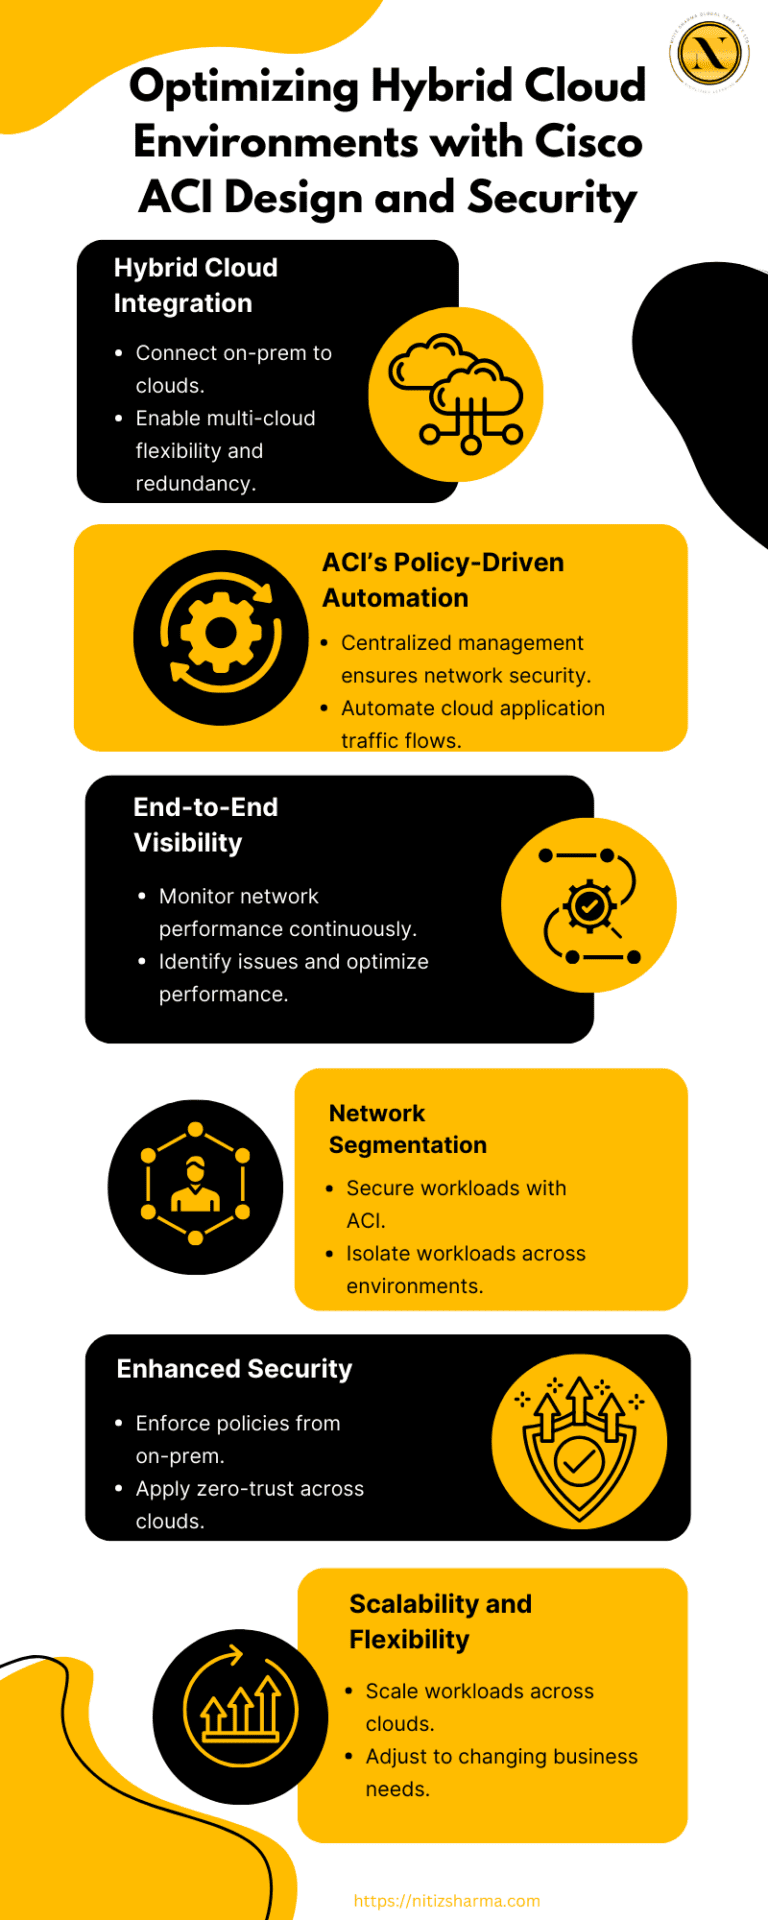 Optimizing Hybrid Cloud
Environments with Cisco
ACI Design and Security
Hybrid Cloud
Integration
• Connect on-prem to
clouds.
• Enable multi-cloud
flexibility and
redundancy.
ACI’s Policy-Driven
Automation
• Centralized management
ensures network security.
• Automate cloud application
traffic flows.
End-to-End
Visibility
• Monitor network
performance continuously.
• Identify issues and optimize
performance.
Network
Segmentation
• Secure workloads with
ACI.
• Isolate workloads across
environments.
Enhanced Security
• Enforce policies from
on-prem.
• Apply zero-trust across
clouds.
Scalability and
Flexibility
• Scale workloads across
clouds.
• Adjust to changing business
needs.
https://nitizsharma.com